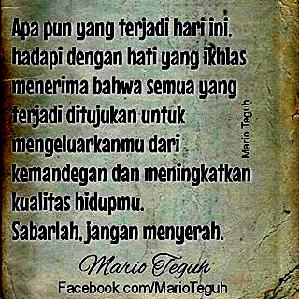 Apa pun yang terjadi hari ini,
hadapi dengan hati yang ikhlas
menerima bahwa semua yang
terjadi ditujukan untuk
mengeluarkanmu dari
kemandegan dan meningkatkan
kualitas hidupmu.
Sabarlah, jangan menyerah.
Mario Teguh
Mario Teguh
Facebook.com/MarioTeguh